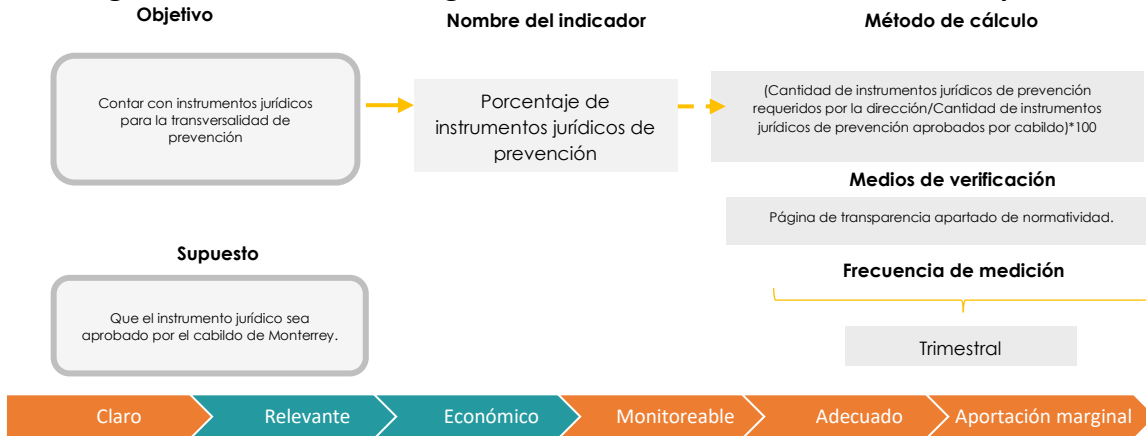 Objetivo
Nombre del indicador
Método de cálculo
Contar con instrumentos jurídicos
para la transversalidad de
prevención
Porcentaje de
instrumentos jurídicos de
prevención
(Cantidad de instrumentos jurídicos de prevención
requeridos por la dirección/Cantidad de instrumentos
jurídicos de prevención aprobados por cabildo)*100
Medios de verificación
Página de transparencia apartado de normatividad.
Supuesto
Frecuencia de medición
Que el instrumento jurídico sea
aprobado por el cabildo de Monterrey.
Trimestral
Claro
Relevante
Económico
Monitoreable
Adecuado
Aportación marginal